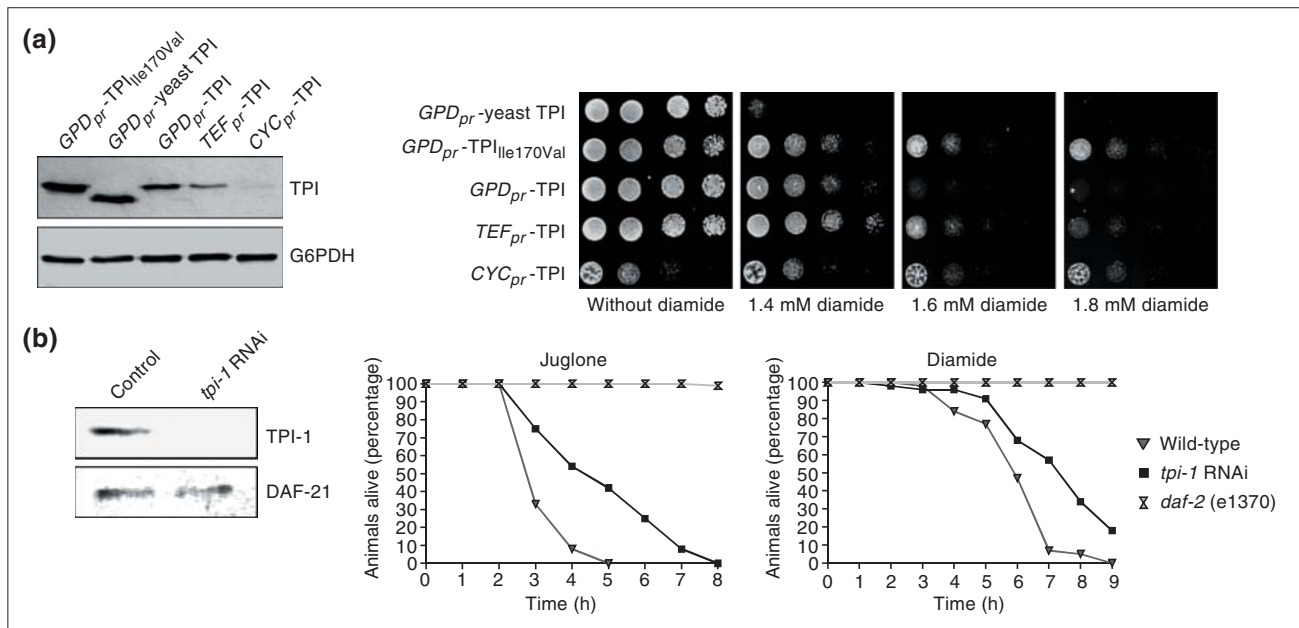 (a)
GPDpr-TPIIle170Val
GPDpr-yeast TPI
GPDpr-TPI
TEFpr-TPI
CYCpr-TPI
TPI
G6PDH
GPDpr-yeast TPI
GPDpr-TPIIle170Val
GPDpr-TPI
TEFpr-TPI
CYCpr-TPI
Without diamide
1.4 mM diamide
1.6 mM diamide
1.8 mM diamide
(b)
Control
tpi-1 RNAi
TPI-1
DAF-21
Juglone
Animals alive (percentage)
100
90
80
70
60
50
40
30
20
10
0
0 1 2 3 4 5 6 7 8
Time (h)
Diamide
Animals alive (percentage)
100
90
80
70
60
50
40
30
20
10
0
0 1 2 3 4 5 6 7 8 9
Time (h)
Wild-type
tpi-1 RNAi
daf-2 (e1370)